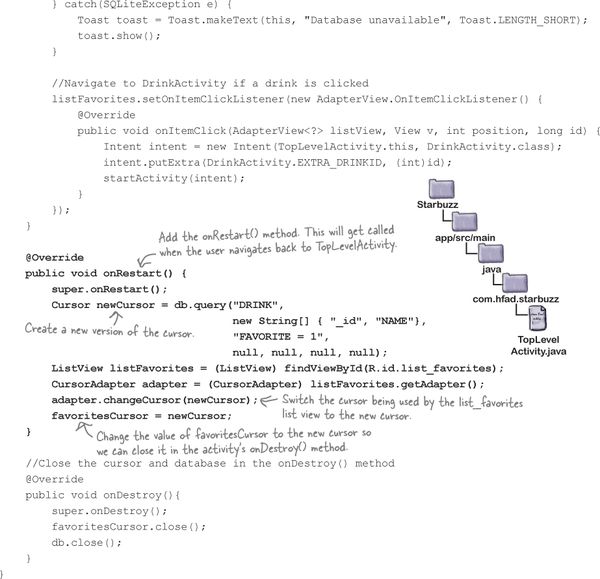 } catch(SQLiteException e) {
Toast toast = Toast.makeText(this, "Database unavailable", Toast.LENGTH_SHORT);
toast.show();
}
//Navigate to DrinkActivity if a drink is clicked
listFavorites.setOnItemClickListener(new AdapterView.OnItemClickListener() {
@Override
public void onItemClick(AdapterView<?> listView, View v, int position, long id) {
Intent intent = new Intent(TopLevelActivity.this, DrinkActivity.class);
intent.putExtra(DrinkActivity.EXTRA_DRINKID, (int)id);
startActivity(intent);
}
});
}
Starbuzz
app/src/main
java
com.hfad.starbuzz
TopLevel
Activity.java
Add the onRestart() method. This will get called
when the user navigates back to TopLevelActivity.
@Override
public void onRestart() {
super.onRestart();
Cursor newCursor = db.query("DRINK",
Create a new version of the cursor.
new String[] { "_id", "NAME"},
"FAVORITE = 1",
null, null, null, null);
ListView listFavorites = (ListView) findViewById(R.id.list_favorites);
CursorAdapter adapter = (CursorAdapter) listFavorites.getAdapter();
adapter.changeCursor(newCursor);
Switch the cursor being used by the list_favorites
list view to the new cursor.
favoritesCursor = newCursor;
}
Change the value of favoritesCursor to the new cursor so
we can close it in the activity's onDestroy() method.
//Close the cursor and database in the onDestroy() method
@Override
public void onDestroy(){
super.onDestroy();
favoritesCursor.close();
db.close();
}
}